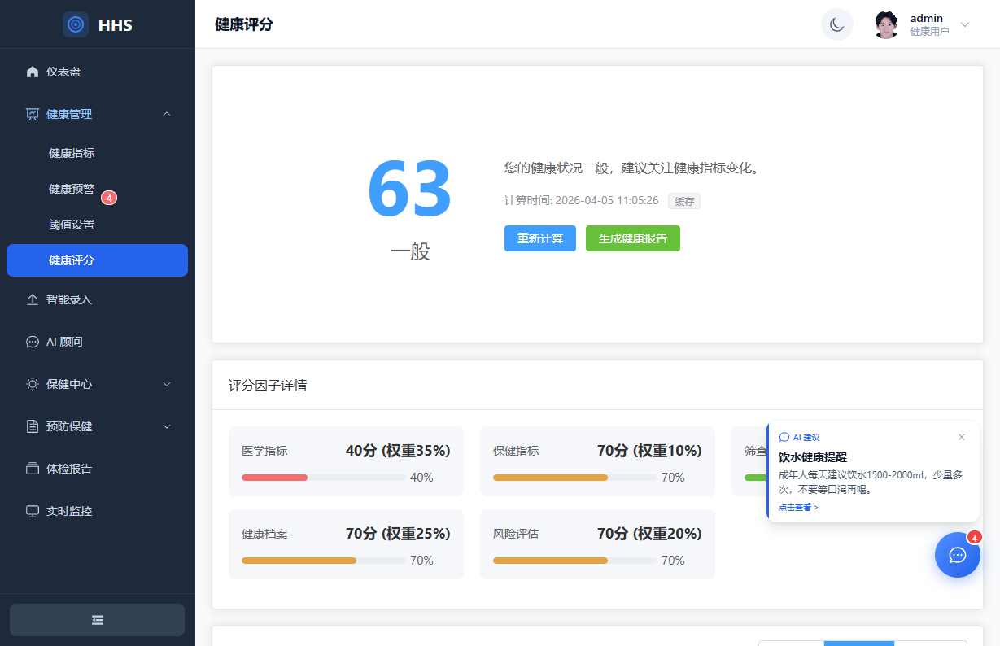 HHS
健康评分
admin
健康用户
仪表盘
健康管理
健康指标
健康预警
4
阈值设置
健康评分
智能录入
AI 顾问
保健中心
预防保健
体检报告
实时监控
63
一般
您的健康状况一般，建议关注健康指标变化。
计算时间: 2026-04-05 11:05:26 缓存
重新计算 生成健康报告
评分因子详情
医学指标 40分 (权重35%)
40%
保健指标 70分 (权重10%)
70%
筛查
健康档案 70分 (权重25%)
70%
风险评估 70分 (权重20%)
70%
AI 建议
饮水健康提醒
成年人每天建议饮水1500-2000ml，少量多
次，不要等口渴再喝。
点击查看 >
4